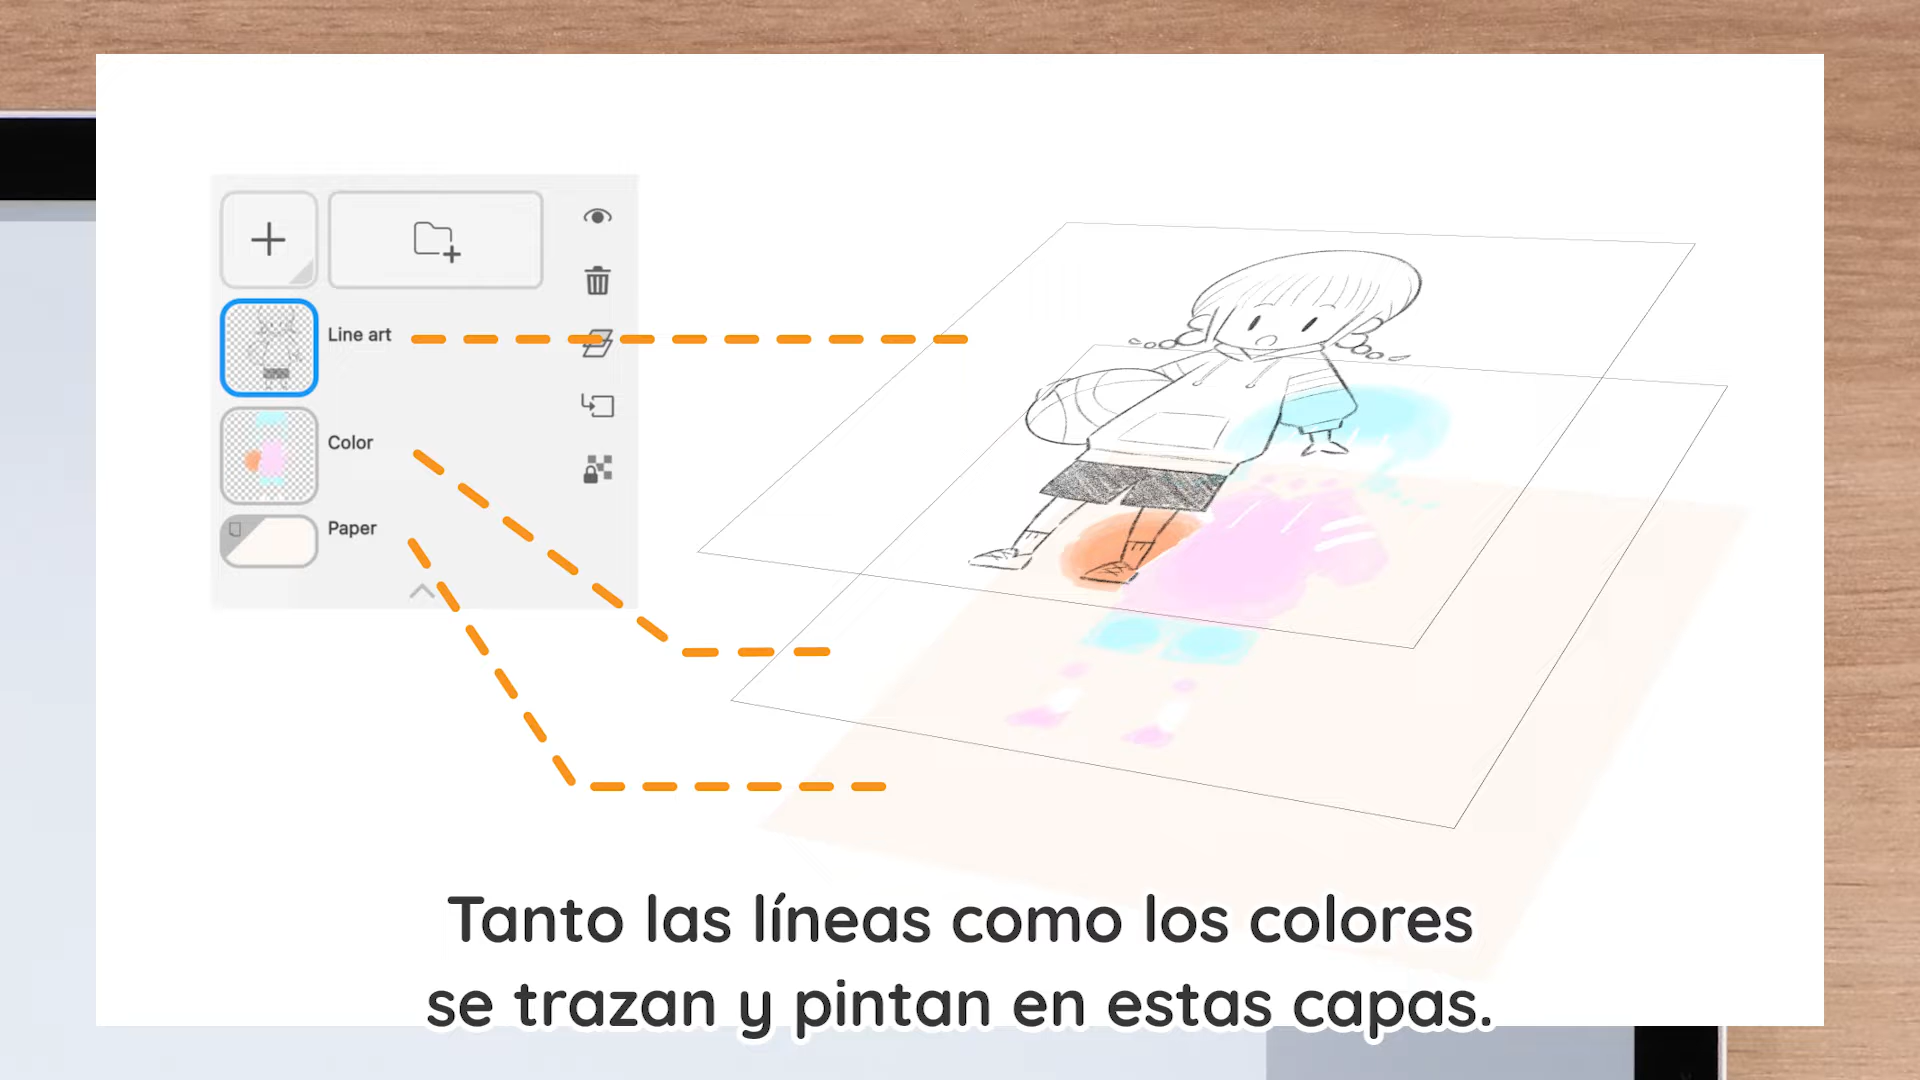 Line art
Color
Paper
Tanto las líneas como los colores
se trazan y pintan en estas capas.